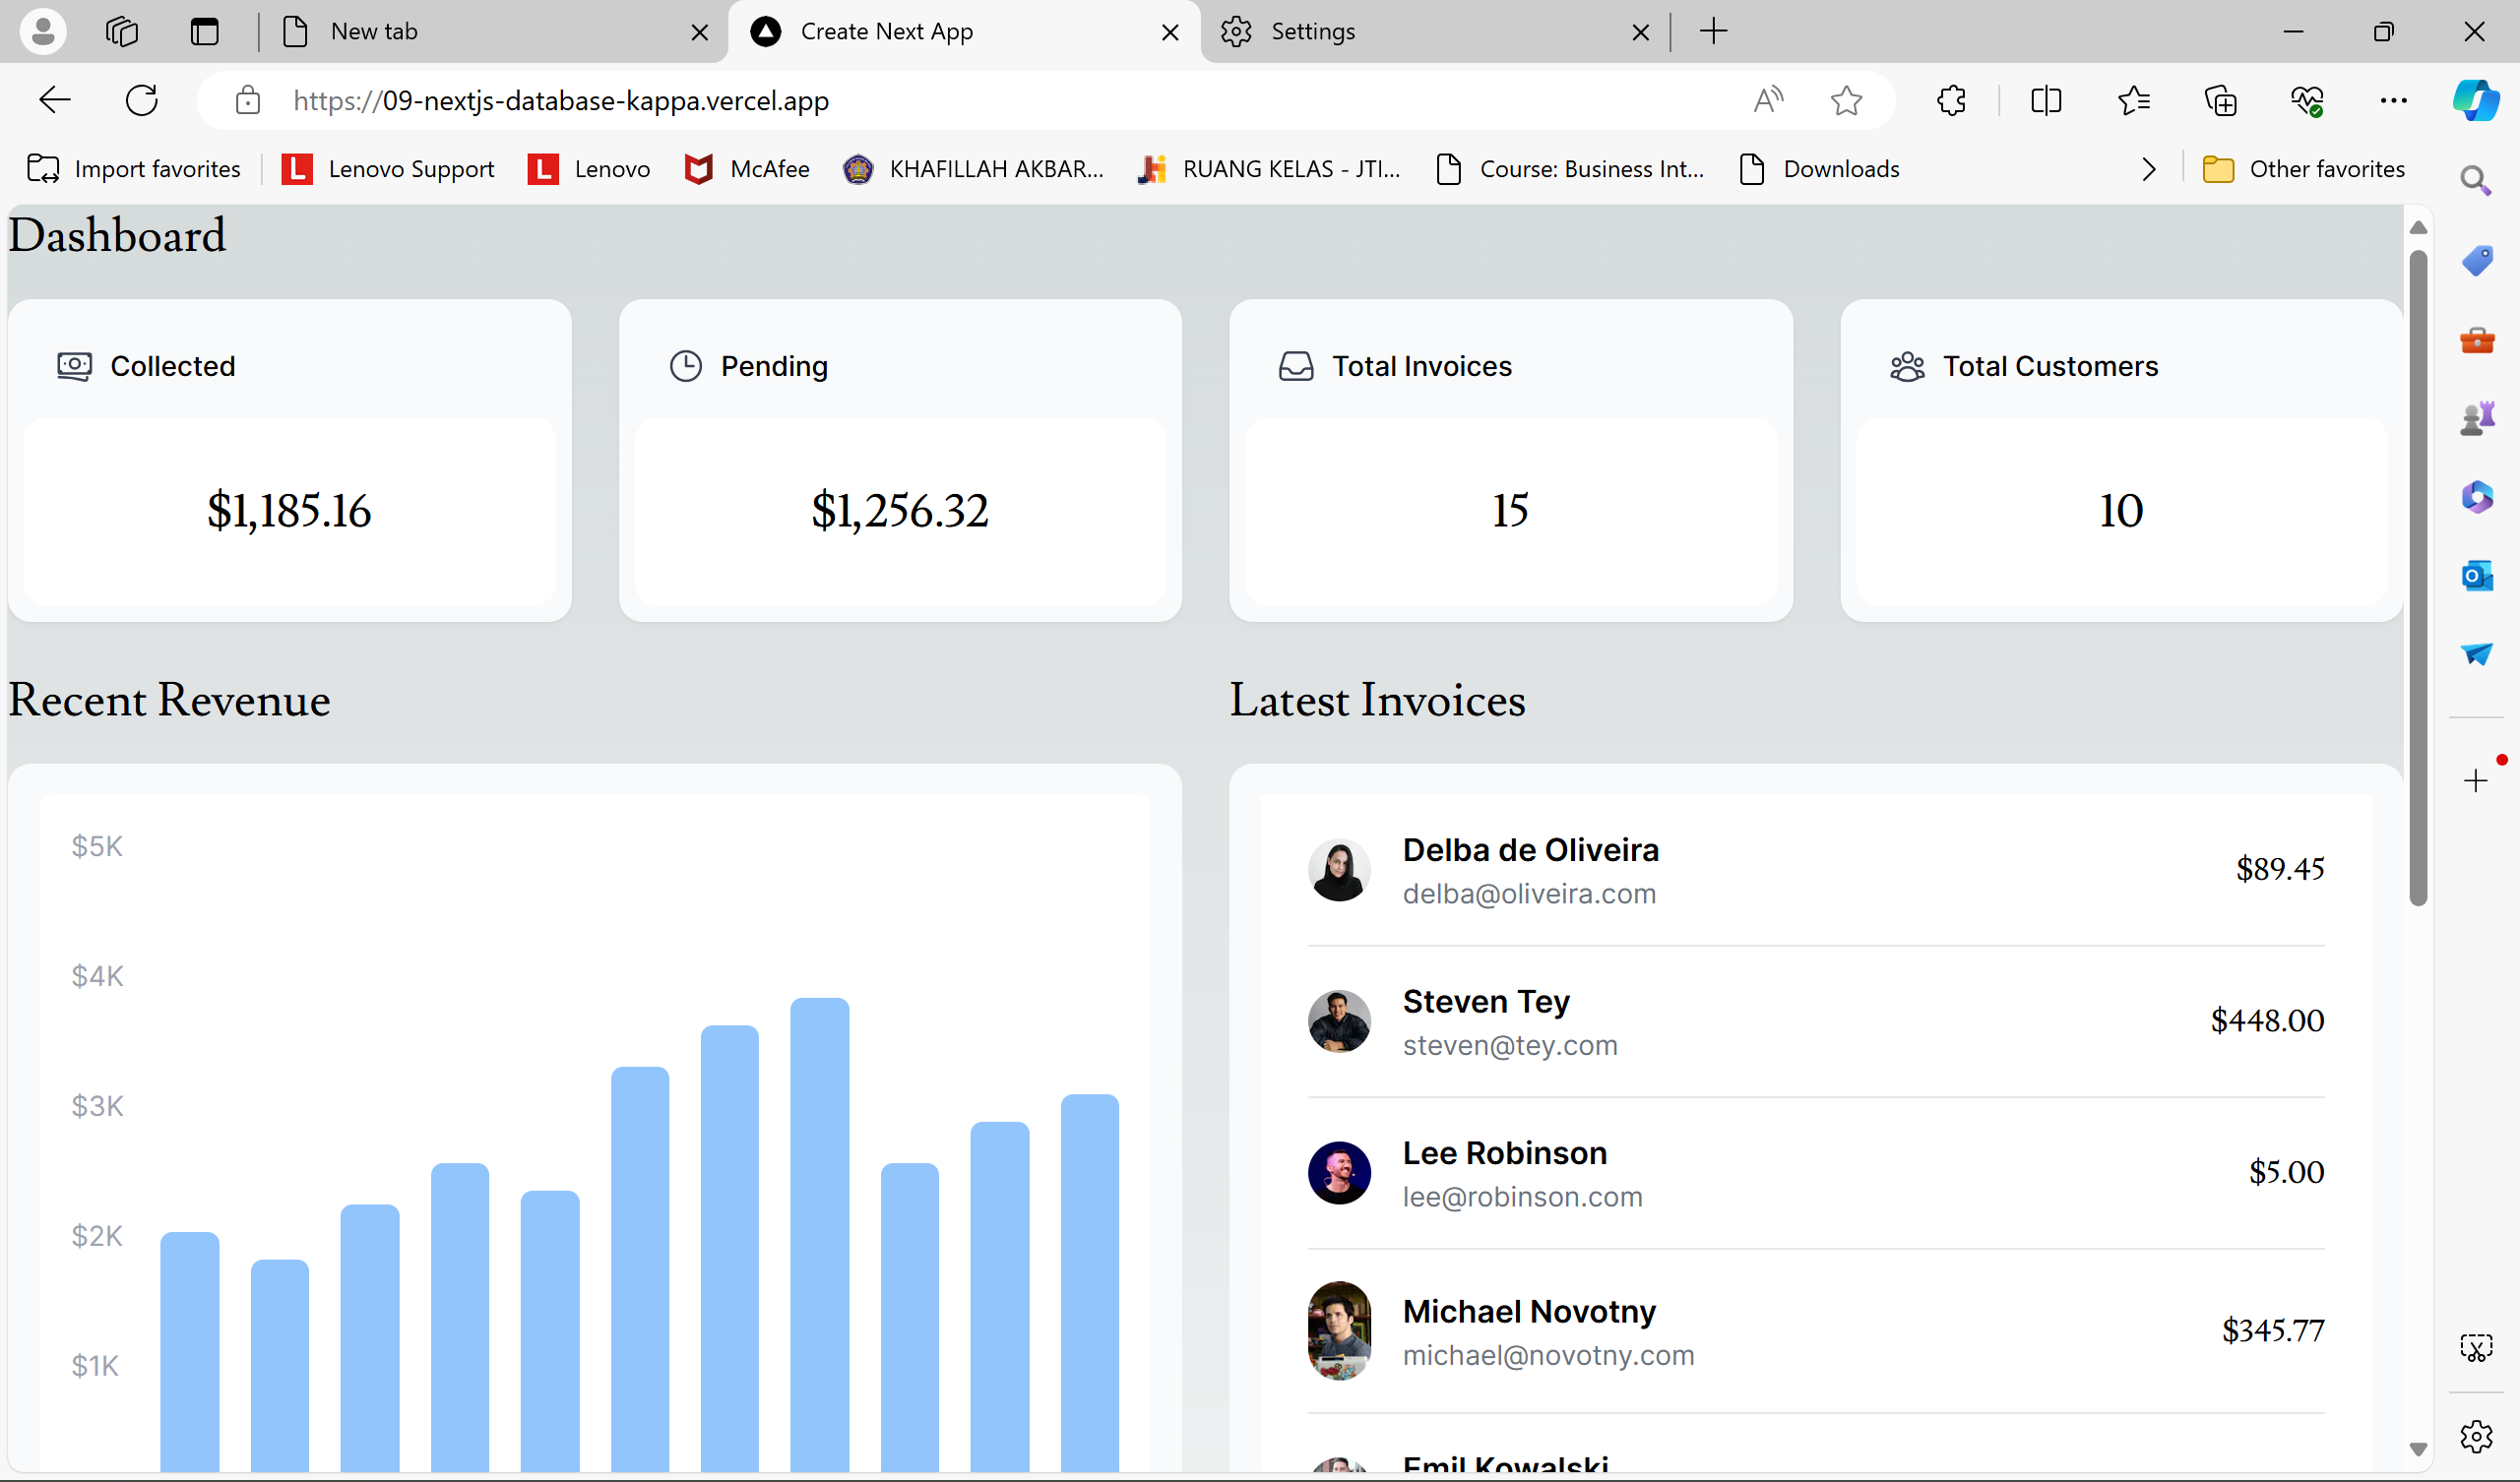 New tab
Create Next App
Settings
https://09-nextjs-database-kappa.vercel.app
Import favorites
Lenovo Support
Lenovo
McAfee
KHAFILLAH AKBAR...
RUANG KELAS - JTI...
Course: Business Int...
Downloads
Other favorites
Dashboard
Collected
$1,185.16
Pending
$1,256.32
Total Invoices
15
Total Customers
10
Recent Revenue
$5K
$4K
$3K
$2K
$1K
Latest Invoices
Delba de Oliveira
delba@oliveira.com
$89.45
Steven Tey
steven@tey.com
$448.00
Lee Robinson
lee@robinson.com
$5.00
Michael Novotny
michael@novotny.com
$345.77
Emil Kowalski